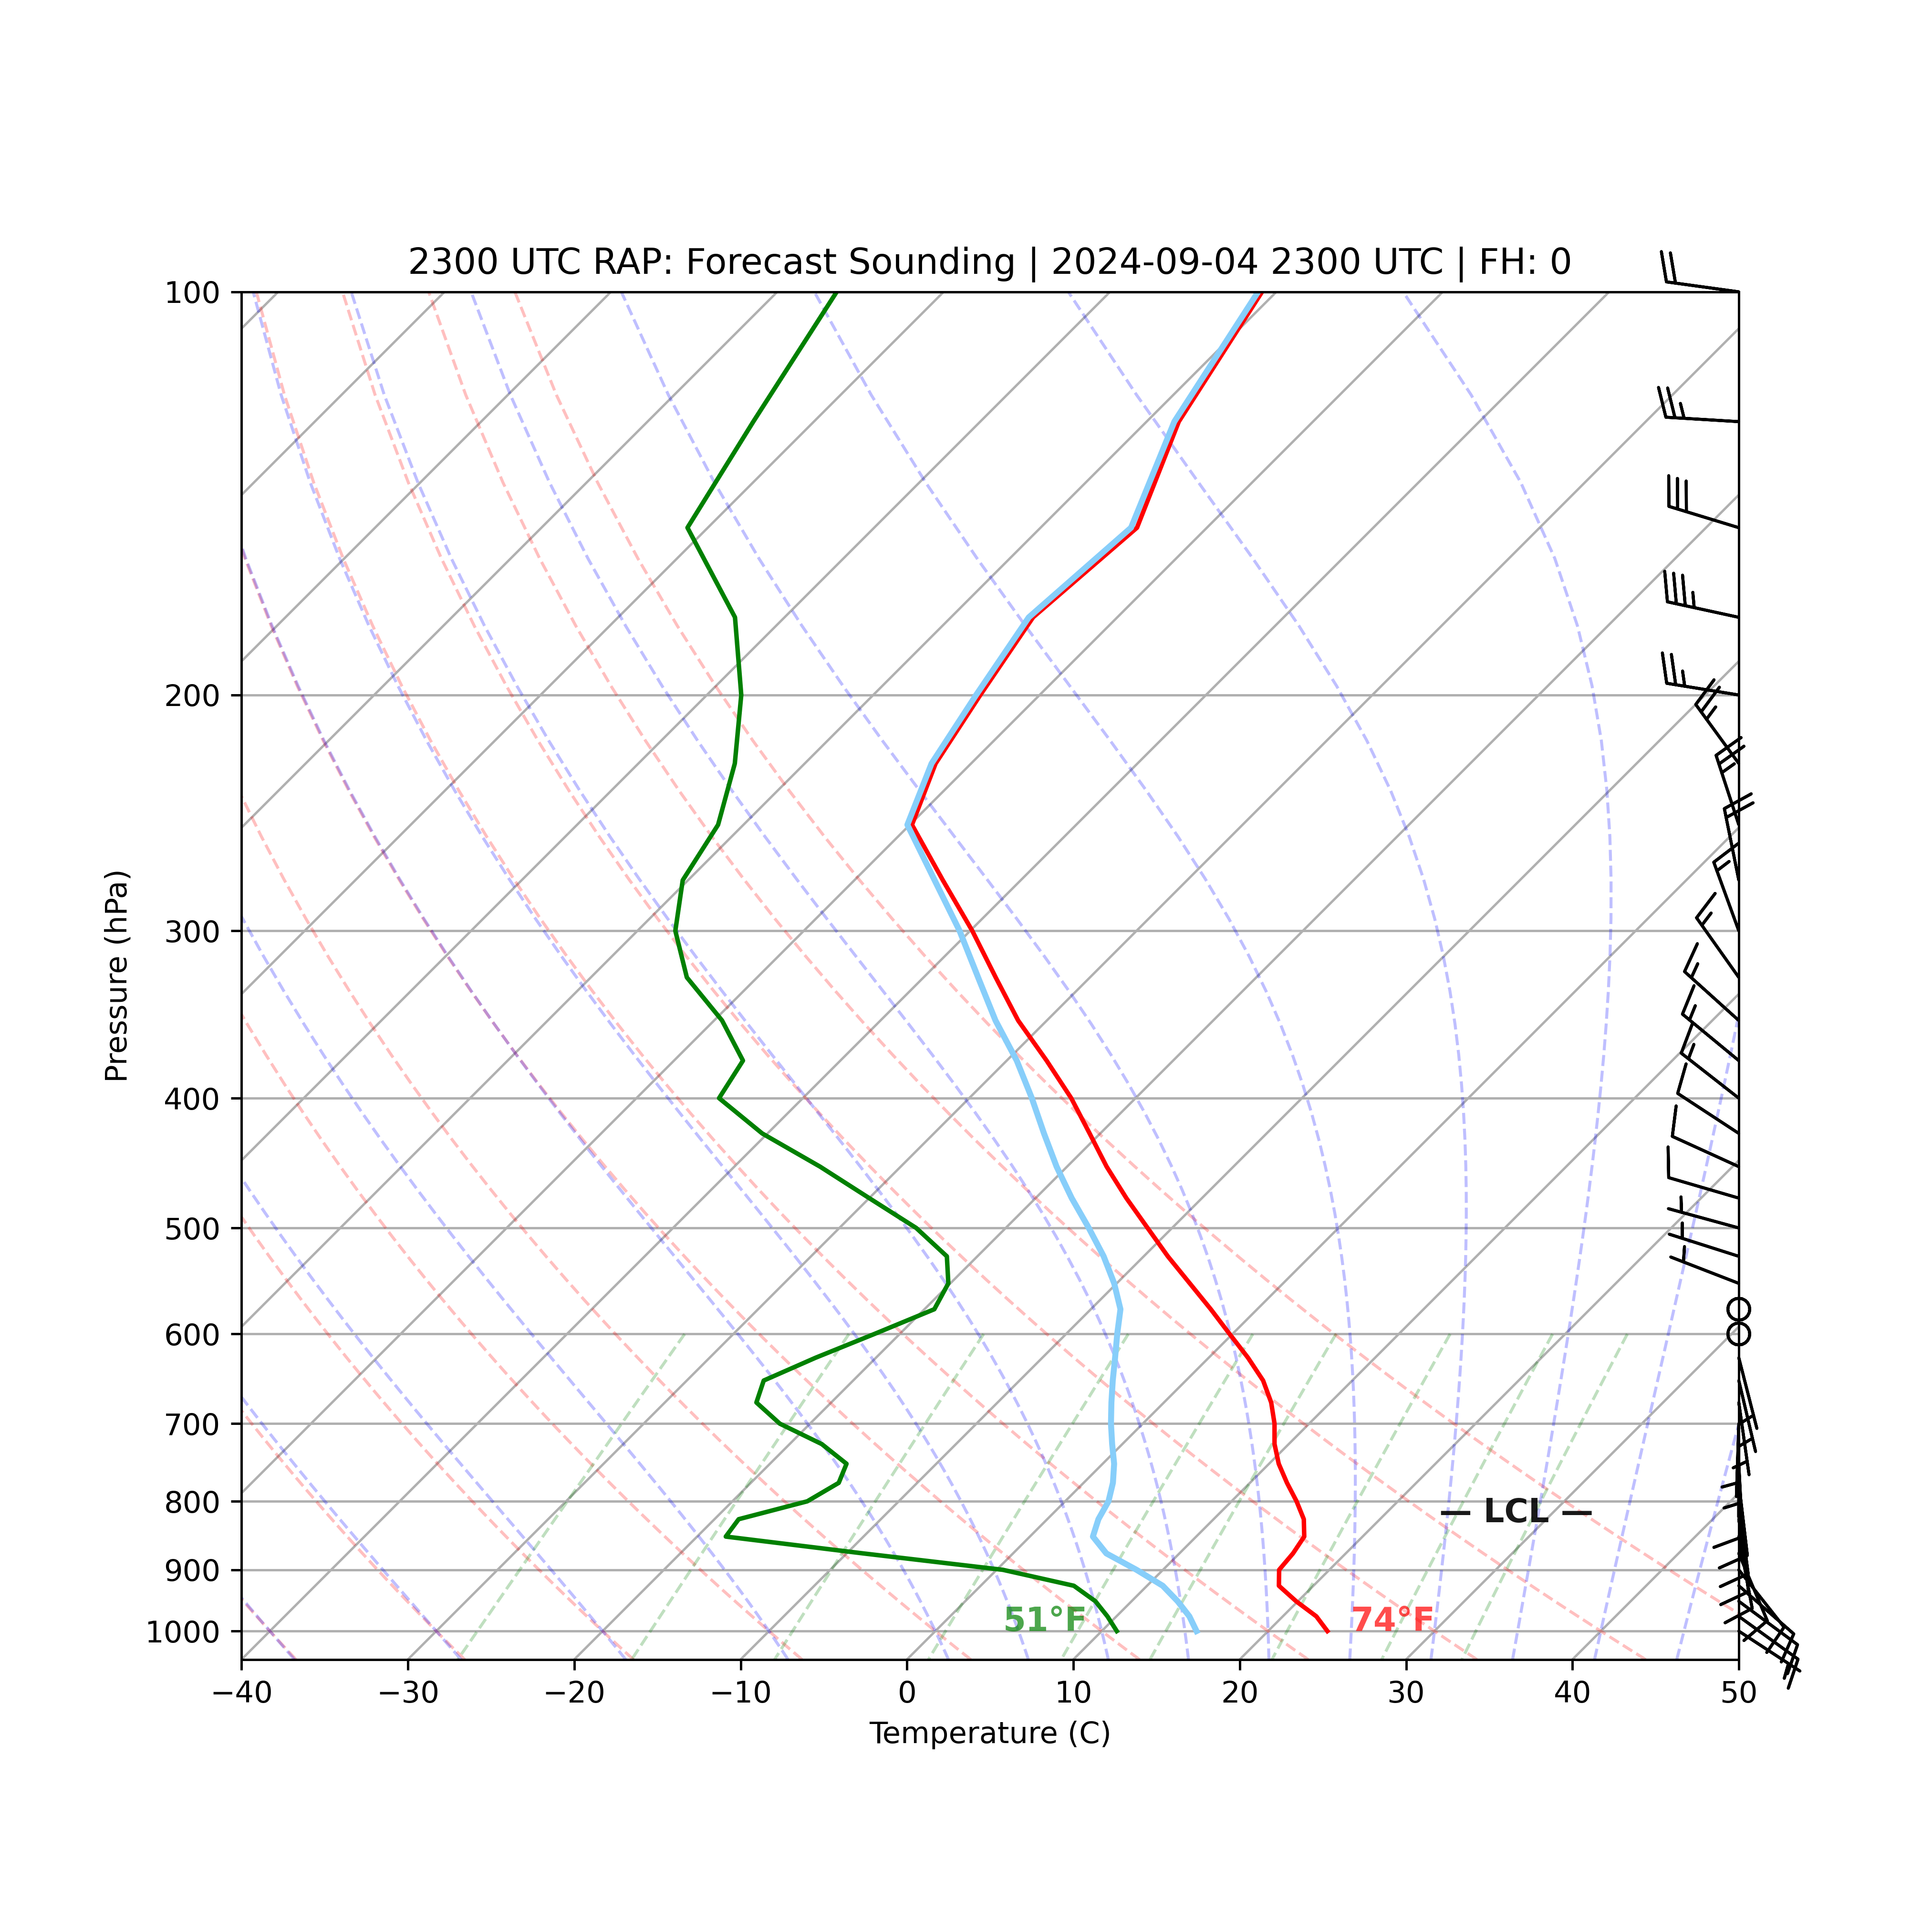 2300 UTC RAP: Forecast Sounding | 2024-09-04 2300 UTC | FH: 0
100
200
300
400
500
600
700
800
900
1000
Pressure (hPa)
— LCL —
51°F
74°F
−40 −30 −20 −10 0 10 20 30 40 50
Temperature (C)